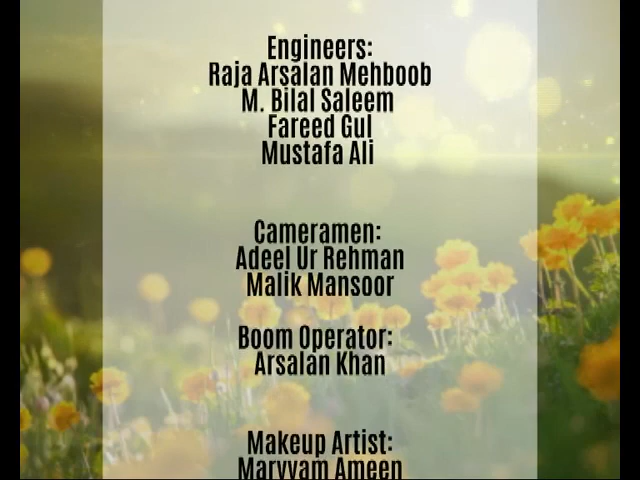 Engineers:
Raja Arsalan Mehboob
M. Bilal Saleem
Fareed Gul
Mustafa Ali
Cameramen:
Adeel Ur Rehman
Malik Mansoor
Boom Operator:
Arsalan Khan
Makeup Artist:
Maryyam Ameen